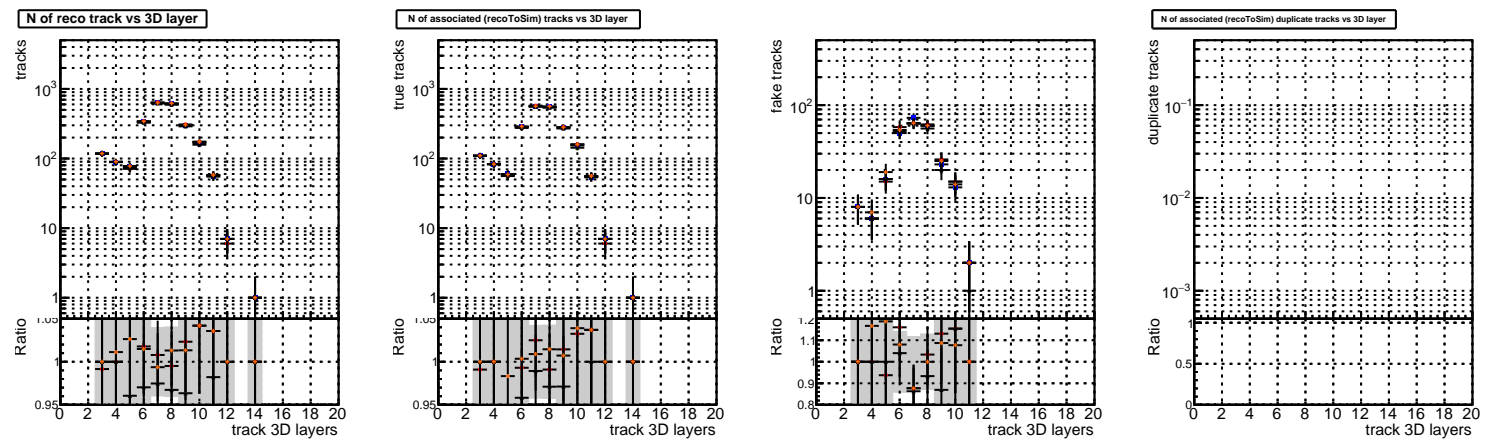 N of reco track vs 3D layer
tracks
10³
10²
10
1
1.05
Ratio
1
0.95
0 2 4 6 8 10 12 14 16 18 20
track 3D layers
N of associated (recoToSim) tracks vs 3D layer
true tracks
10³
10²
10
1
1.05
Ratio
1
0.95
0 2 4 6 8 10 12 14 16 18 20
track 3D layers
fake tracks
10²
10
1
1.2
Ratio
1.1
1
0.9
0.8
0 2 4 6 8 10 12 14 16 18 20
track 3D layers
N of associated (recoToSim) duplicate tracks vs 3D layer
duplicate tracks
10⁻¹
10⁻²
10⁻³
Ratio
1
0.5
0
0 2 4 6 8 10 12 14 16 18 20
track 3D layers